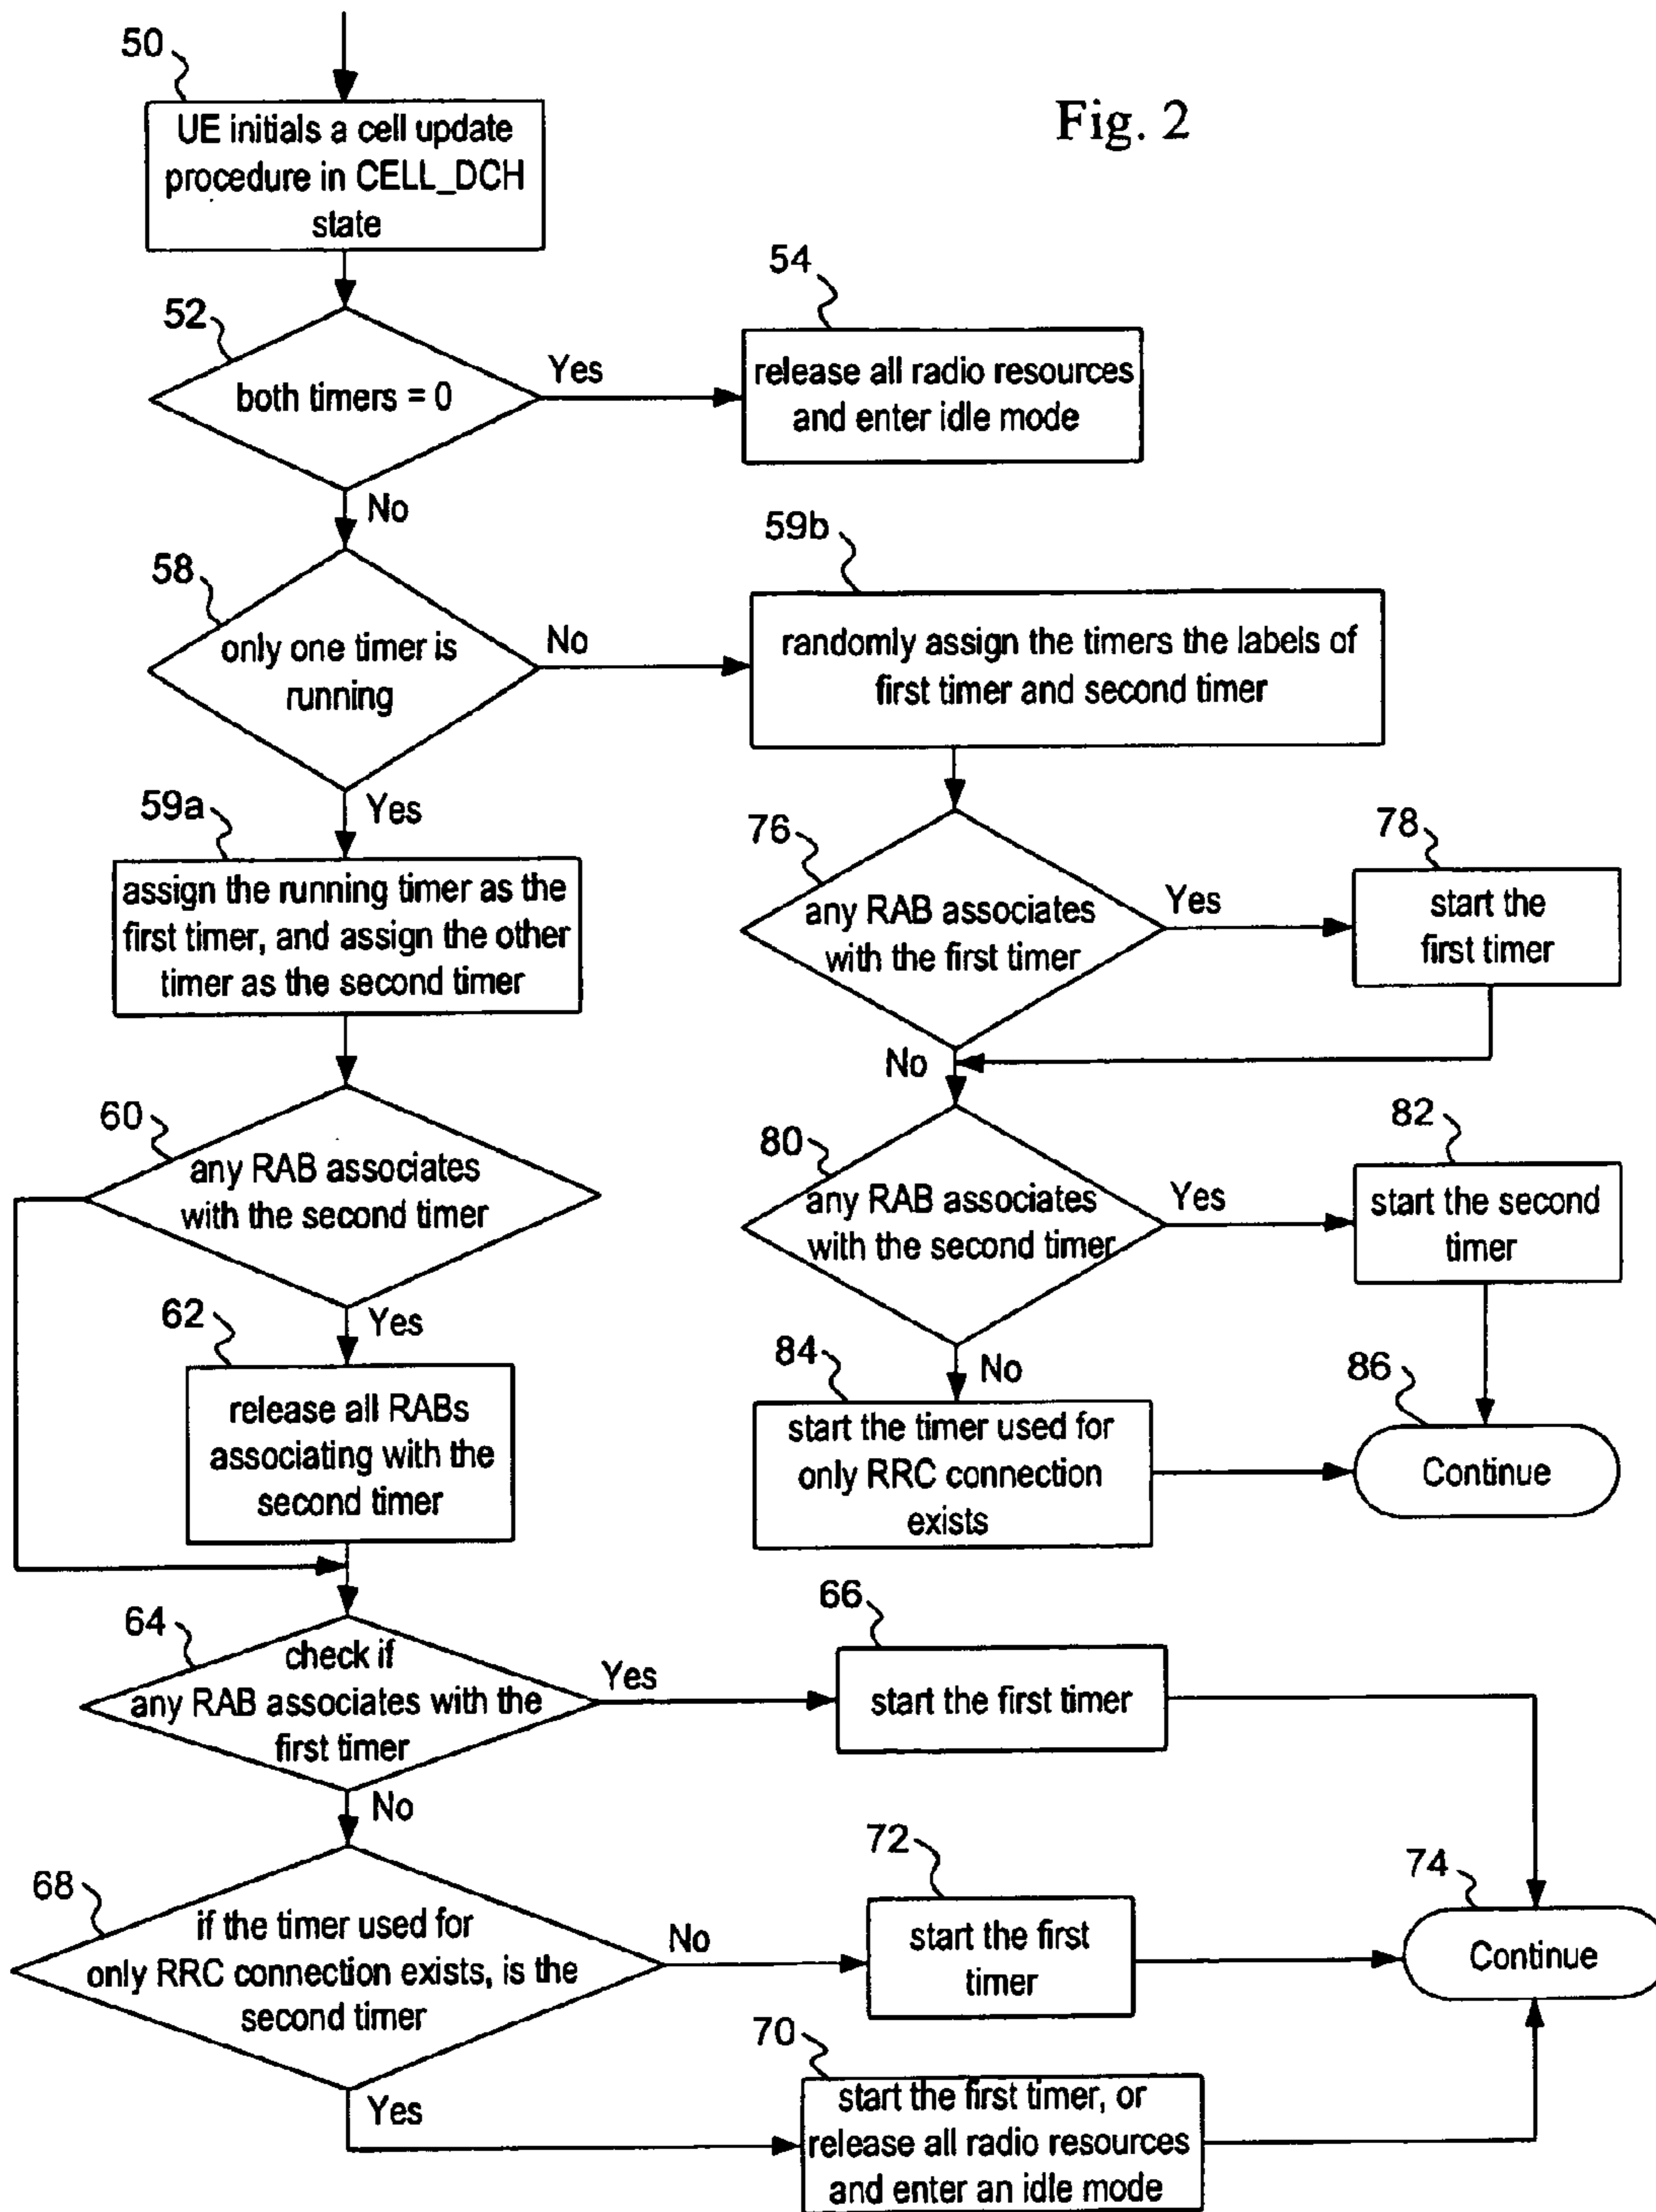 Fig. 2
50
UE initials a cell update
procedure in CELL_DCH
state
52
both timers = 0
Yes
No
54
release all radio resources
and enter idle mode
58
only one timer is
running
No
Yes
59b
randomly assign the timers the labels of
first timer and second timer
59a
assign the running timer as the
first timer, and assign the other
timer as the second timer
76
any RAB associates
with the first timer
Yes
No
78
start the
first timer
60
any RAB associates
with the second timer
Yes
80
any RAB associates
with the second timer
Yes
No
82
start the second
timer
62
release all RABs
associating with the
second timer
84
start the timer used for
only RRC connection
exists
86
Continue
64
check if
any RAB associates with the
first timer
Yes
No
66
start the first timer
68
if the timer used for
only RRC connection exists, is the
second timer
No
Yes
72
start the first
timer
74
Continue
70
start the first timer, or
release all radio resources
and enter an idle mode